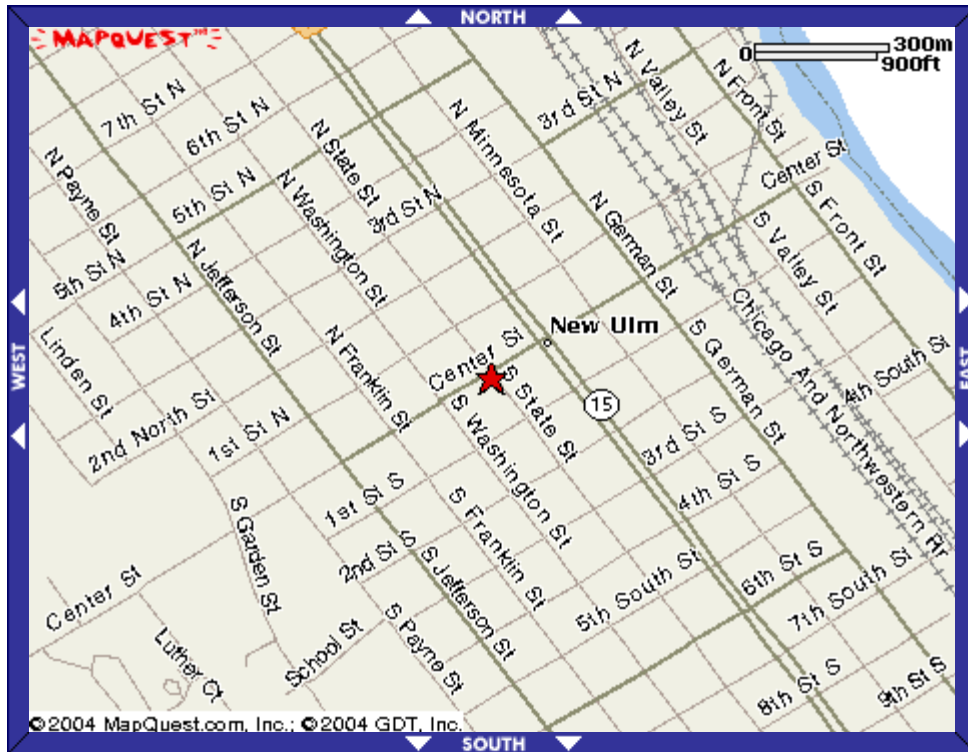 NORTH
MAPQUEST™
0 300m
900ft
7th St N
6th St N
N State St
N Minnesota St
3rd St N
N Valley St
N Front St
Center St
N Payne St
5th St N
N Washington St
3rd St N
N German St
S Valley St
S Front St
5th St N
4th St N
N Jefferson St
WEST
EAST
Linden St
N Franklin St
Center St
New Ulm
S German St
Chicago And Northwestern Rr
4th South St
2nd North St
1st St N
S Washington St
S State St
15
3rd St S
4th St S
S Garden St
1st St S
2nd St S
S Franklin St
S Jefferson St
5th South St
6th St S
7th South St
Center St
Luther Ct
School St
S Payne St
8th St S
9th St S
©2004 MapQuest.com, Inc.; ©2004 GDT, Inc.
SOUTH